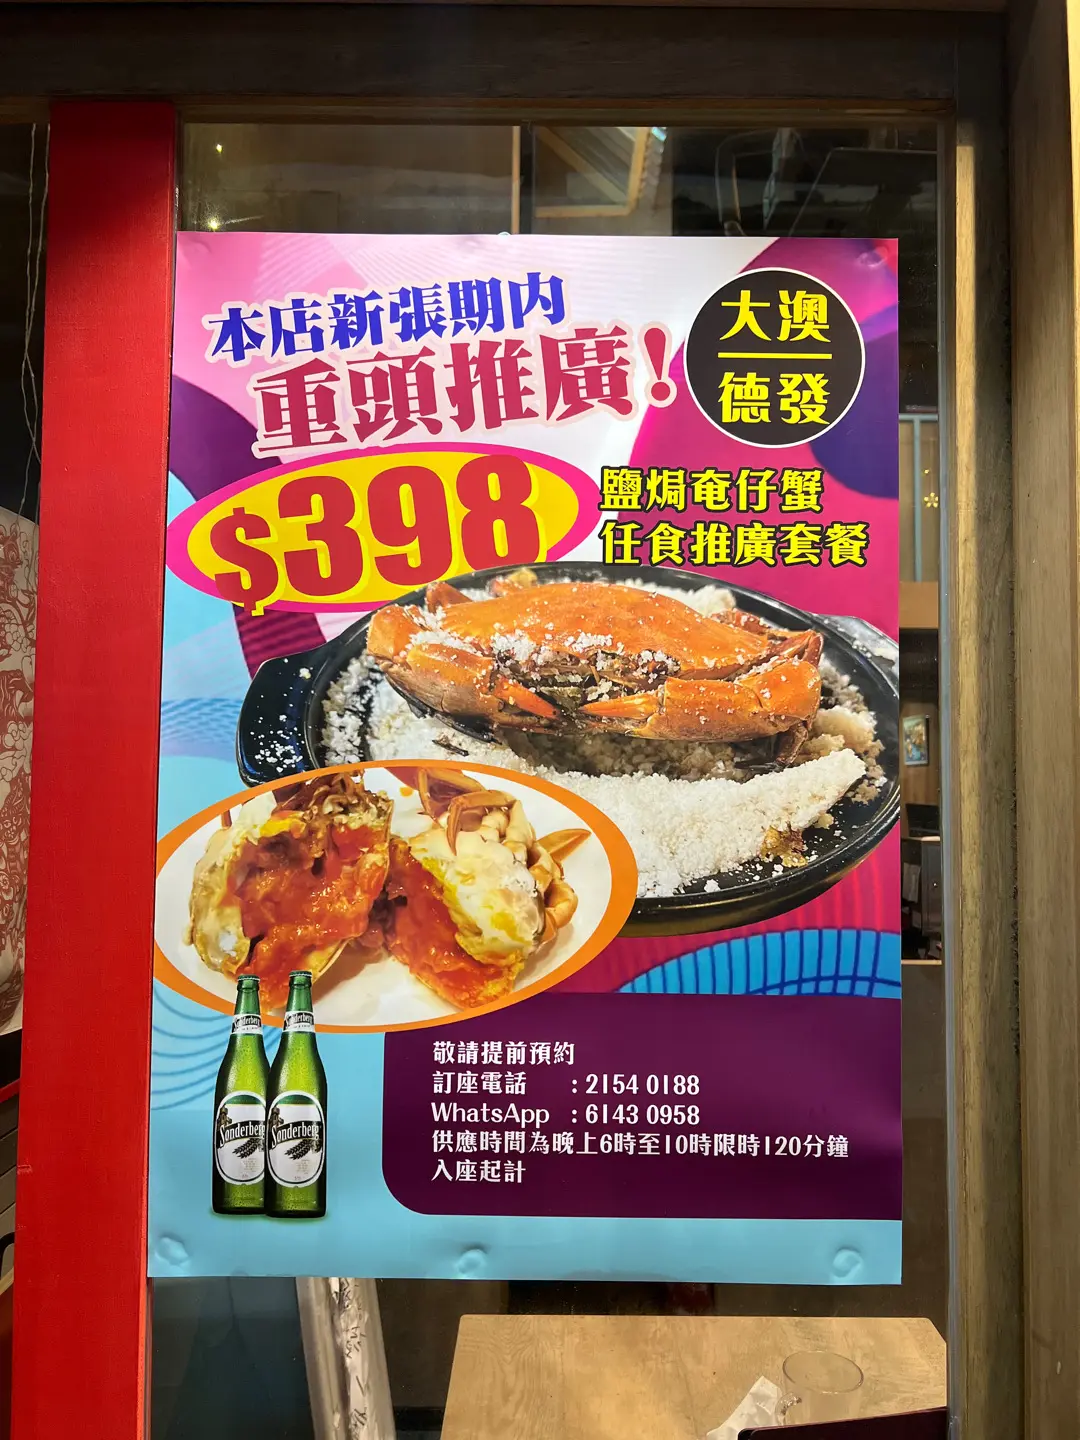 本店新張期內
重頭推廣！
大澳
德發
$398
鹽焗奄仔蟹
任食推廣套餐
Sønderberg
Sønderberg
敬請提前預約
訂座電話 : 2154 0188
WhatsApp : 6143 0958
供應時間為晚上6時至10時限時120分鐘
入座起計